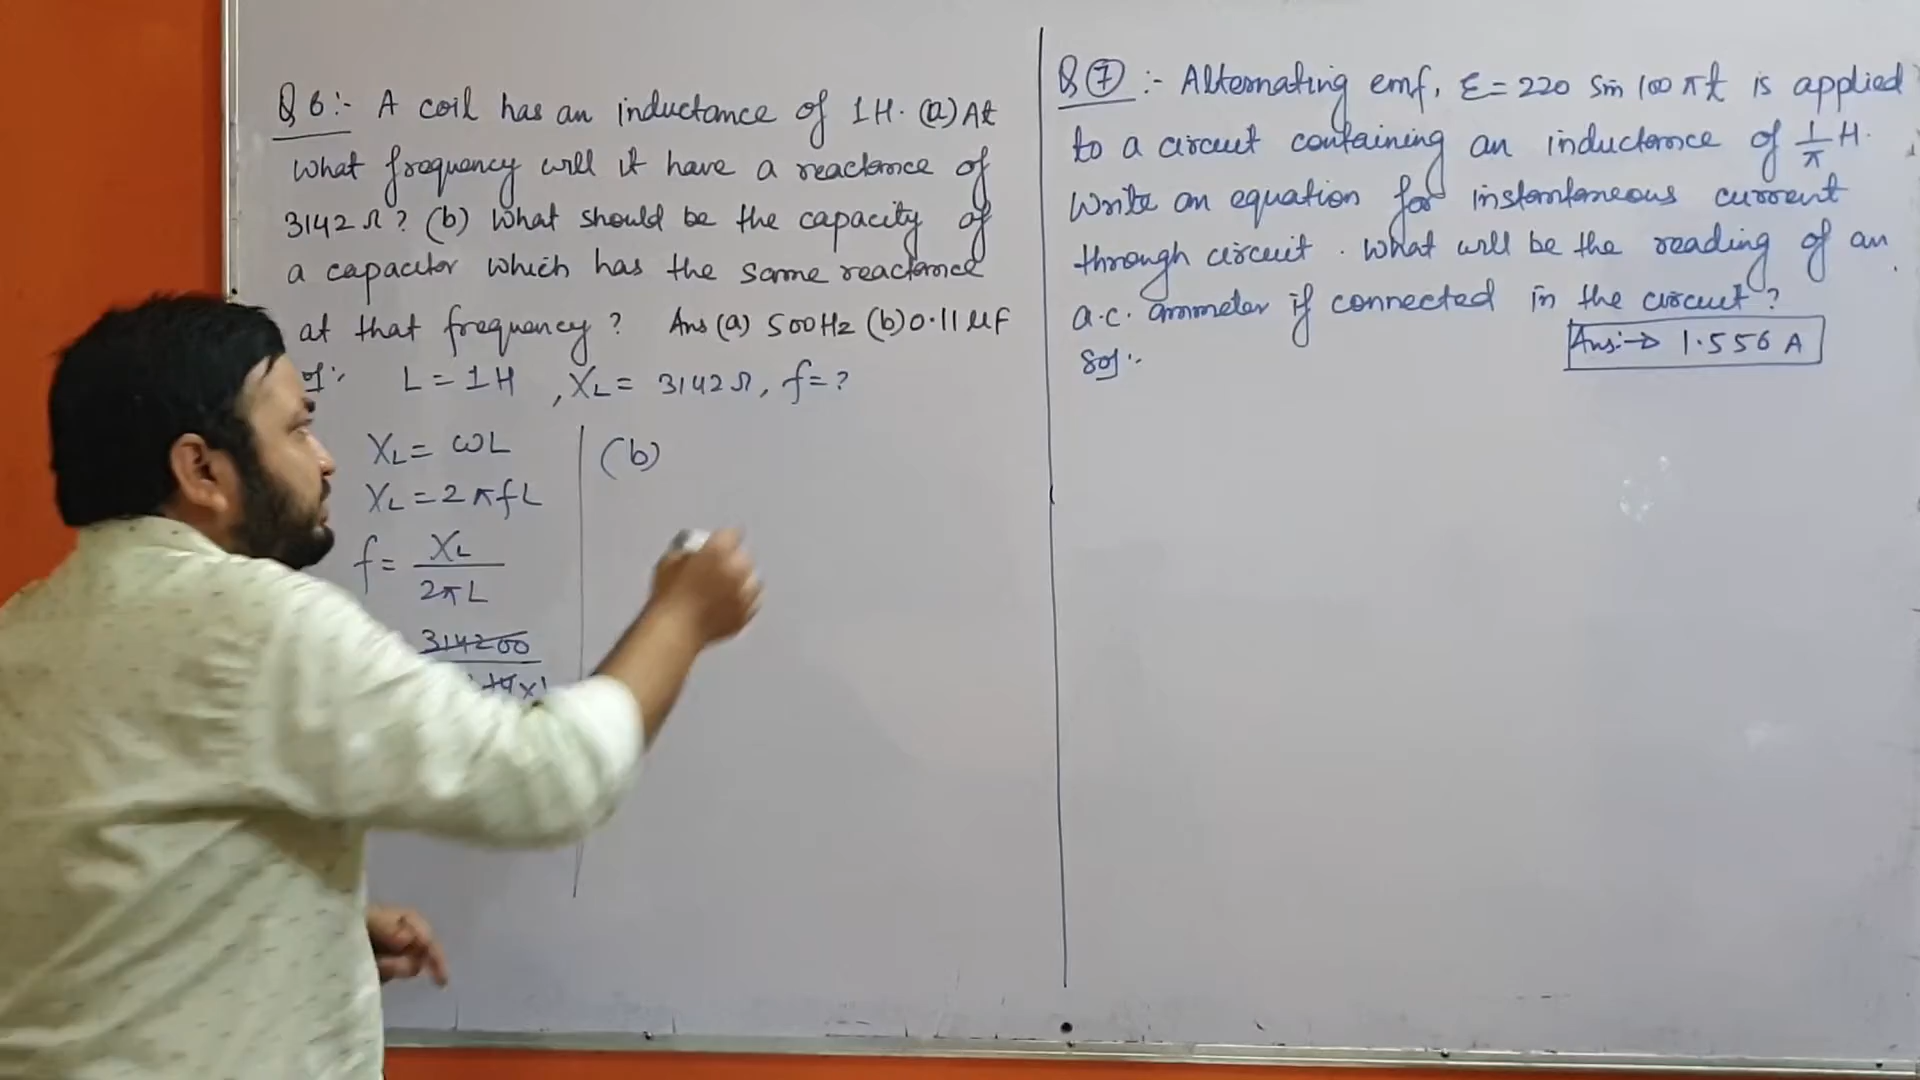 Q 6:- A coil has an inductance of 1H. (a) At
What frequency will it have a reactance of
3142Ω? (b) What should be the capacity of
a capacitor which has the same reactance
at that frequency? Ans (a) 500Hz (b) 0.11 μF
L = 1H , XL = 3142Ω, f = ?
XL = ωL
XL = 2πfL
f = XL / 2πL
314200
x1
(b)
Q 7 :- Alternating emf, ε = 220 Sin 100 πt is applied
to a circuit containing an inductance of 1/π H.
Write an equation for instantaneous current
through circuit. What will be the reading of an
a.c. ammeter if connected in the circuit?
Ans:→ 1.556 A
Sol:-